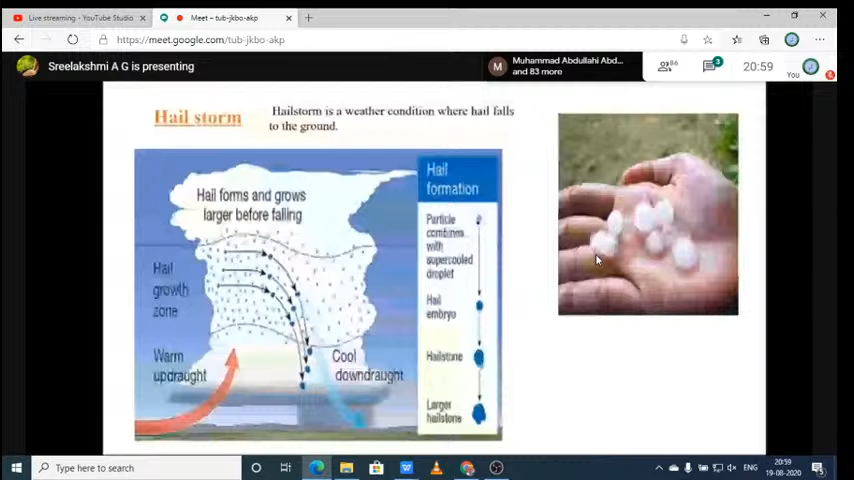 Live streaming - YouTube Studio
Meet – tub-jkbo-akp
https://meet.google.com/tub-jkbo-akp
Sreelakshmi A G is presenting
M
Muhammad Abdullahi Abd...
and 83 more
86
3
20:59
You
Hail storm
Hailstorm is a weather condition where hail falls
to the ground.
Hail forms and grows
larger before falling
Hail
growth
zone
Warm
updraught
Cool
downdraught
Hail
formation
Particle
combines
with
supercooled
droplet
Hail
embryo
Hailstone
Larger
hailstone
Type here to search
ENG
20:59
19-08-2020